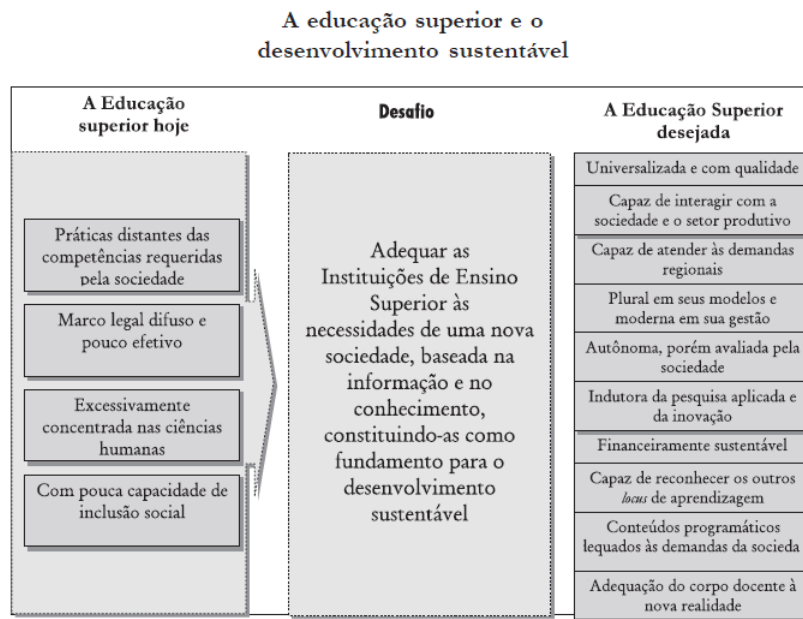 A educação superior e o
desenvolvimento sustentável
A Educação
superior hoje
Práticas distantes das
competências requeridas
pela sociedade
Marco legal difuso e
pouco efetivo
Excessivamente
concentrada nas ciências
humanas
Com pouca capacidade de
inclusão social
Desafio
Adequar as
Instituições de Ensino
Superior às
necessidades de uma nova
sociedade, baseada na
informação e no
conhecimento,
constituindo-as como
fundamento para o
desenvolvimento
sustentável
A Educação Superior
desejada
Universalizada e com qualidade
Capaz de interagir com a
sociedade e o setor produtivo
Capaz de atender às demandas
regionais
Plural em seus modelos e
moderna em sua gestão
Autônoma, porém avaliada pela
sociedade
Indutora da pesquisa aplicada e
da inovação
Financeiramente sustentável
Capaz de reconhecer os outros
locus de aprendizagem
Conteúdos programáticos
lequados às demandas da socieda
Adequação do corpo docente à
nova realidade